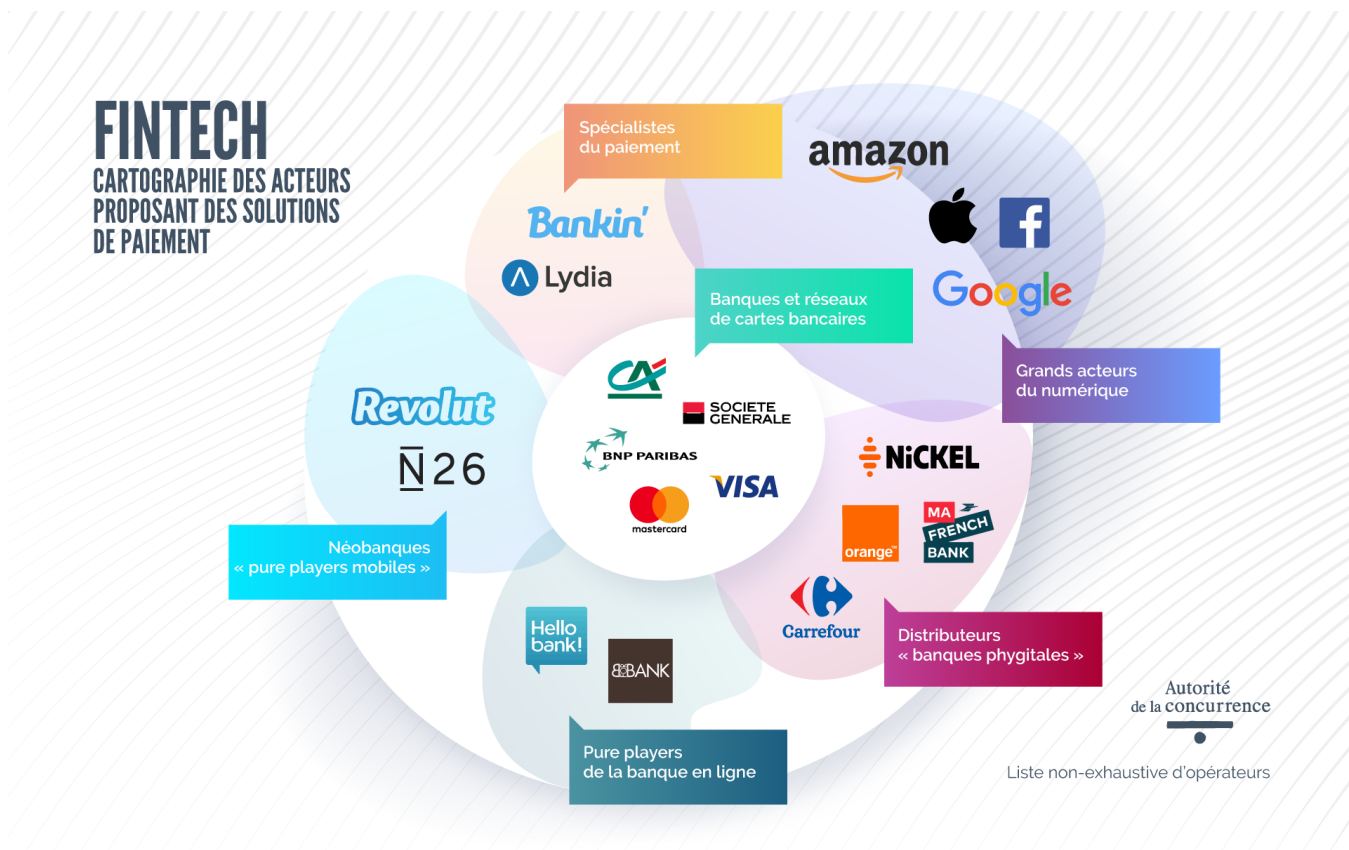 FINTECH
CARTOGRAPHIE DES ACTEURS
PROPOSANT DES SOLUTIONS
DE PAIEMENT
Spécialistes
du paiement
amazon
Bankin'
Lydia
Google
Banques et réseaux
de cartes bancaires
Grands acteurs
du numérique
CA
SOCIETE
GENERALE
BNP PARIBAS
VISA
mastercard
Revolut
N26
Néobanques
« pure players mobiles »
NiCKEL
orange™
MA
FRENCH
BANK
Carrefour
Distributeurs
« banques phygitales »
Hello
bank!
BforBANK
Pure players
de la banque en ligne
Autorité
de la concurrence
Liste non-exhaustive d'opérateurs